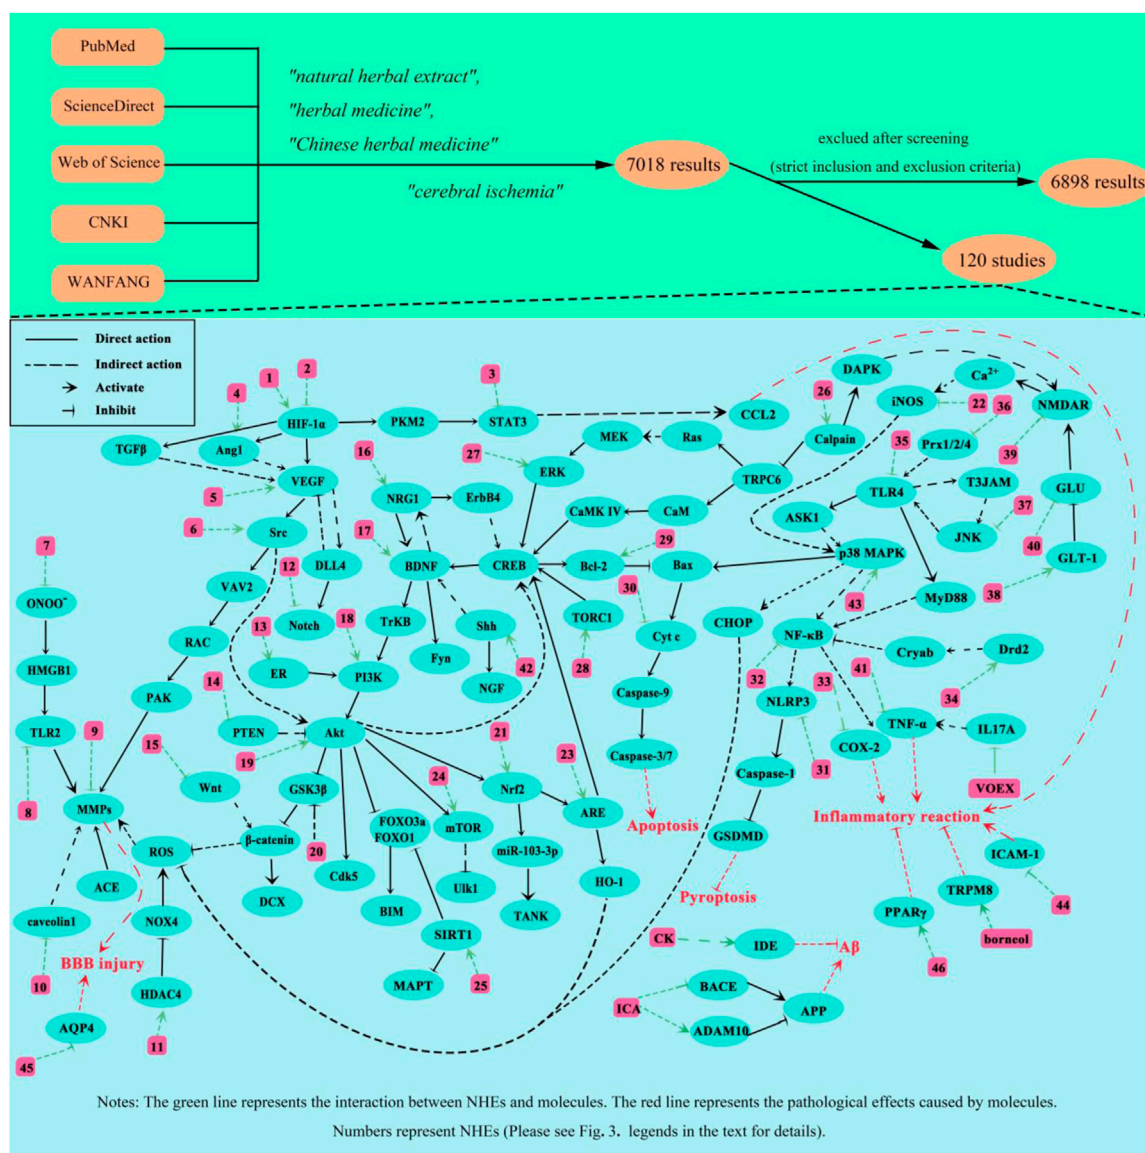 PubMed
ScienceDirect
Web of Science
CNKI
WANFANG
"natural herbal extract",
"herbal medicine",
"Chinese herbal medicine"
"cerebral ischemia"
7018 results
exclued after screening
(strict inclusion and exclusion criteria)
6898 results
120 studies
Direct action
Indirect action
Activate
Inhibit
1
2
3
4
HIF-1α
PKM2
STAT3
CCL2
TGFβ
Ang1
VEGF
5
6
Src
7
VAV2
12
DLL4
Notch
ONOO⁻
RAC
13
ER
HMGB1
PAK
14
PTEN
TLR2
9
15
Wnt
8
MMPs
16
NRG1
ErbB4
27
ERK
MEK
Ras
TRPC6
26
Calpain
DAPK
17
BDNF
CREB
CaMK IV
CaM
Bcl-2
29
Bax
TrKB
18
Fyn
Shh
42
NGF
PI3K
TORC1
28
30
Cyt c
Caspase-9
Caspase-3/7
Apoptosis
Akt
19
GSK3β
20
β-catenin
DCX
Cdk5
FOXO3a
FOXO1
BIM
24
mTOR
Ulk1
21
Nrf2
miR-103-3p
TANK
23
ARE
HO-1
SIRT1
25
MAPT
ROS
ACE
NOX4
caveolin1
10
BBB injury
HDAC4
11
AQP4
45
Ca²⁺
iNOS
22
36
NMDAR
35
Prx1/2/4
39
TLR4
T3JAM
GLU
ASK1
JNK
37
40
GLT-1
p38 MAPK
43
MyD88
38
CHOP
NF-κB
Cryab
Drd2
32
33
41
34
NLRP3
TNF-α
IL17A
COX-2
31
Caspase-1
VOEX
GSDMD
Inflammatory reaction
Pyroptosis
ICAM-1
TRPM8
44
PPARγ
borneol
46
CK
IDE
Aβ
ICA
BACE
APP
ADAM10
Notes: The green line represents the interaction between NHEs and molecules. The red line represents the pathological effects caused by molecules.
Numbers represent NHEs (Please see Fig. 3. legends in the text for details).